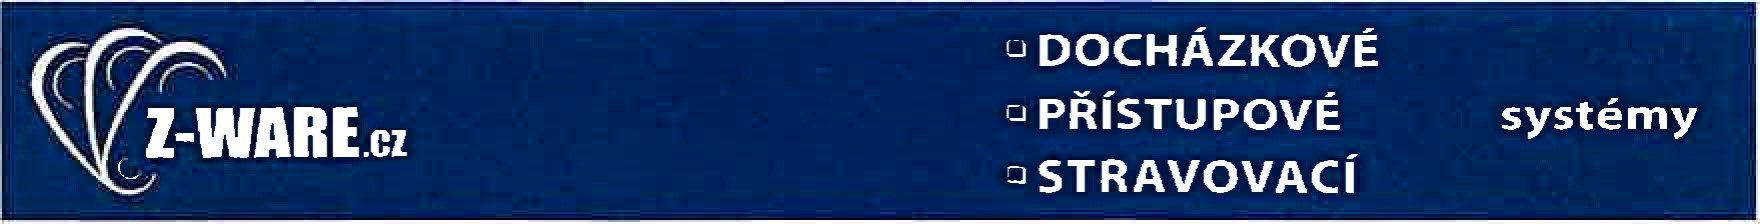 Z-WARE.cz
DOCHÁZKOVÉ
PŘÍSTUPOVÉ
systémy
STRAVOVACÍ